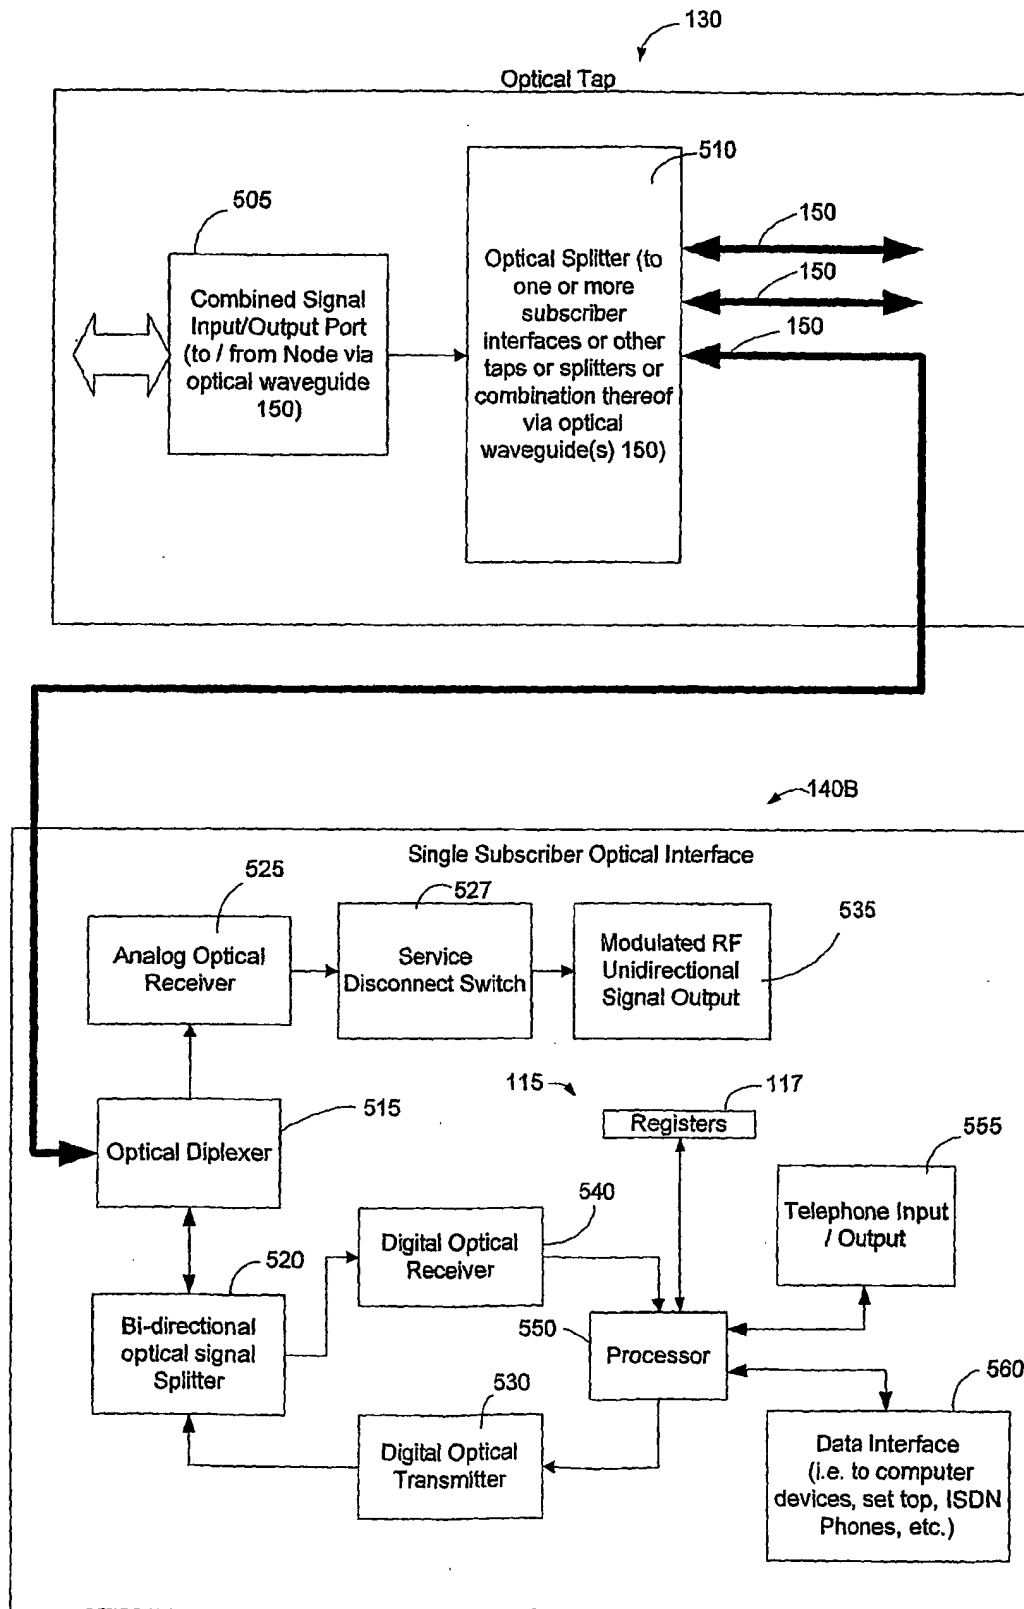 130
Optical Tap
510
505
150
Combined Signal
Input/Output Port
(to / from Node via
optical waveguide
150)
Optical Splitter (to
one or more
subscriber
interfaces or other
taps or splitters or
combination thereof
via optical
waveguide(s) 150)
150
150
140B
Single Subscriber Optical Interface
525
527
535
Analog Optical
Receiver
Service
Disconnect Switch
Modulated RF
Unidirectional
Signal Output
115
117
Registers
515
Optical Diplexer
555
Telephone Input
/ Output
540
Digital Optical
Receiver
520
Bi-directional
optical signal
Splitter
550
Processor
530
Digital Optical
Transmitter
560
Data Interface
(i.e. to computer
devices, set top, ISDN
Phones, etc.)